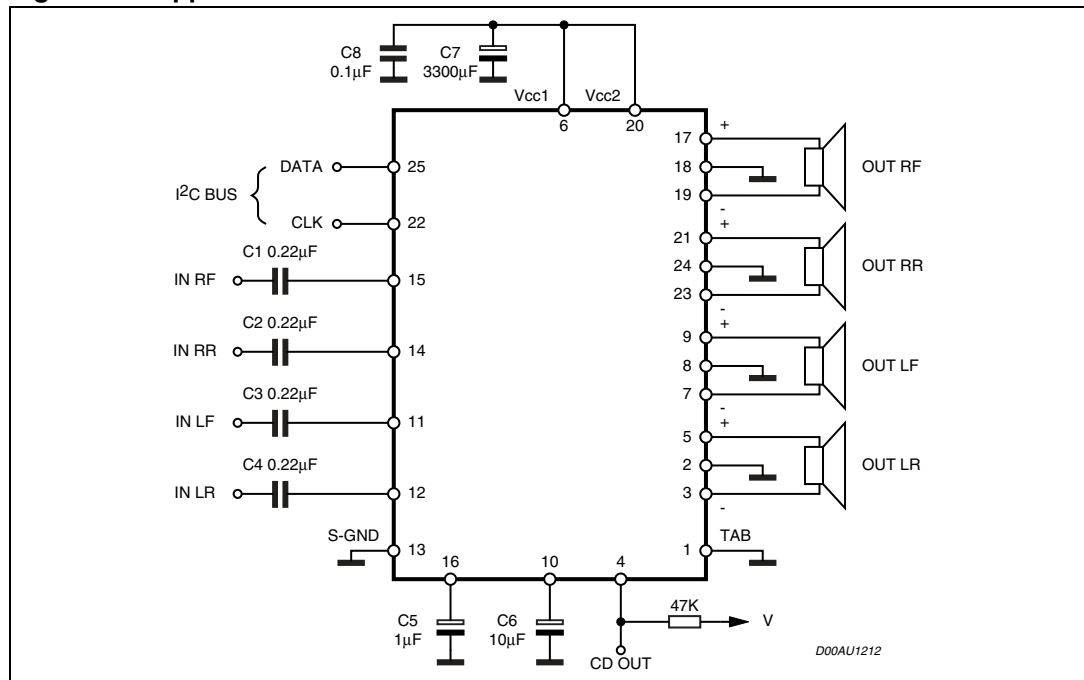 C8
0.1µF
C7
3300µF
Vcc1
Vcc2
6
20
DATA
25
I2C BUS
CLK
22
C1 0.22µF
IN RF
15
C2 0.22µF
IN RR
14
C3 0.22µF
IN LF
11
C4 0.22µF
IN LR
12
S-GND
13
17
+
18
OUT RF
19
-
+
21
24
OUT RR
23
-
+
9
8
OUT LF
7
-
+
5
2
OUT LR
3
-
1
TAB
16
10
4
C5
1µF
C6
10µF
47K
V
CD OUT
D00AU1212